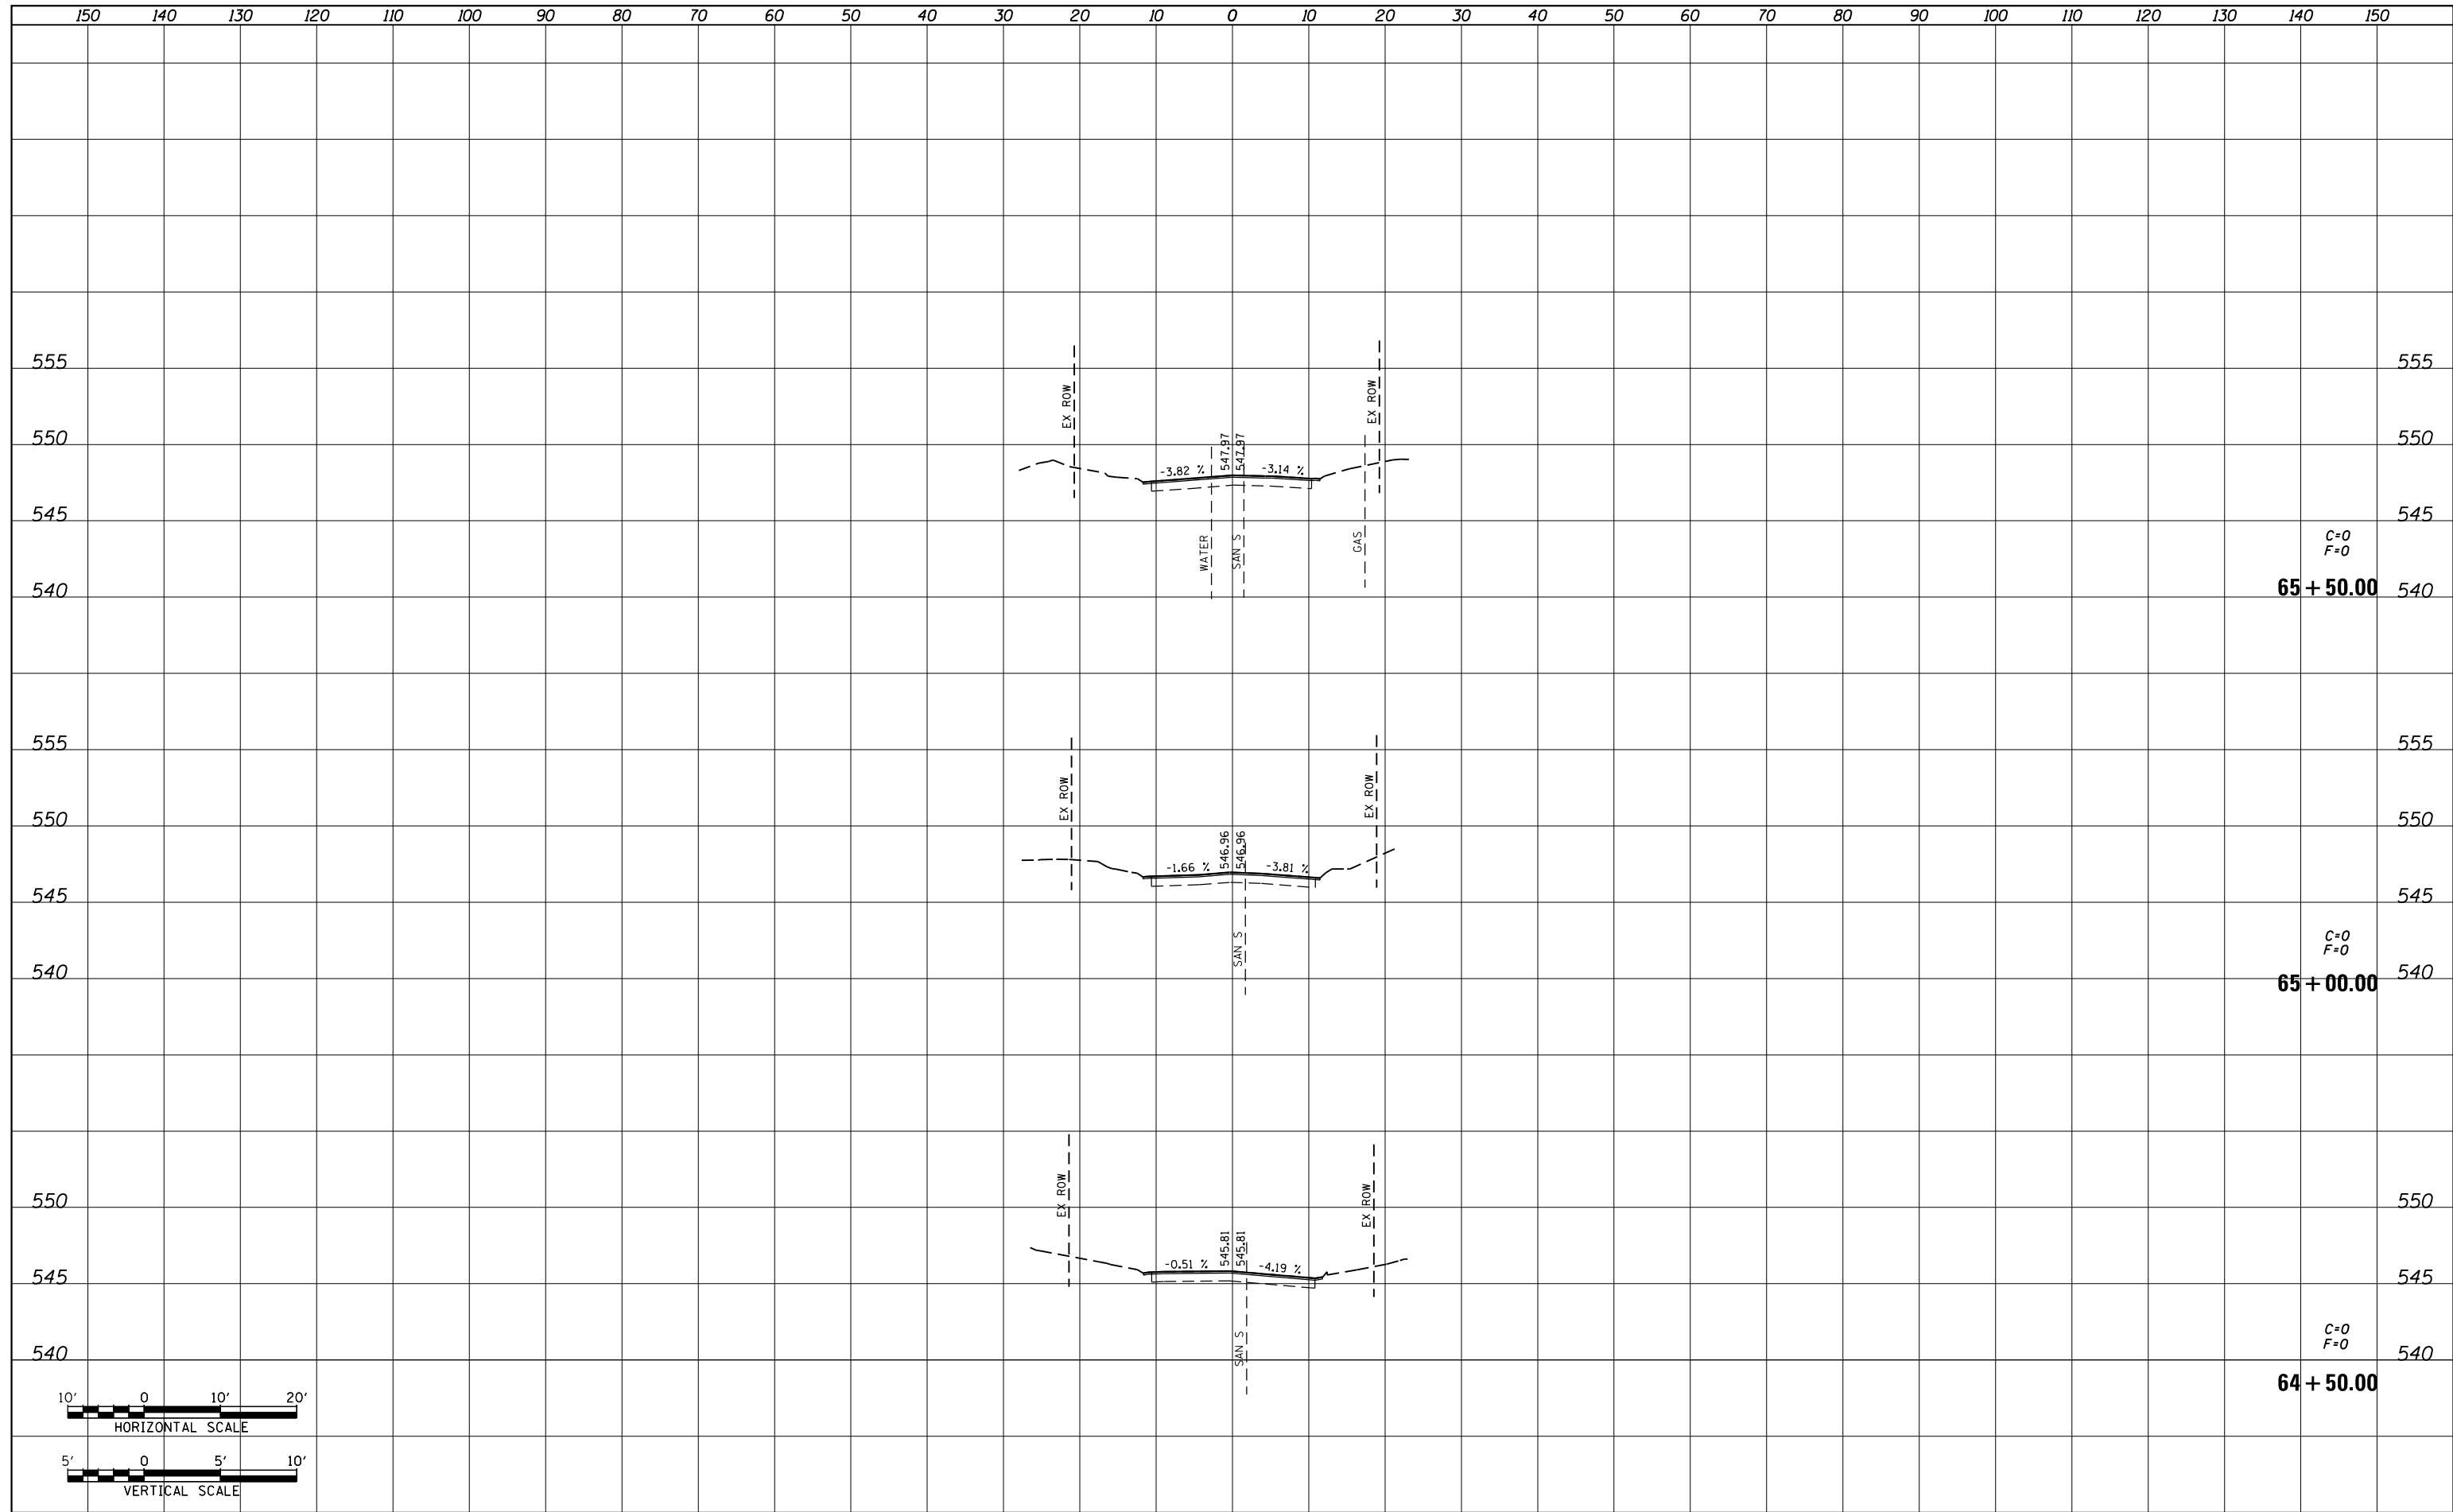 150 140 130 120 110 100 90 80 70 60 50 40 30 20 10 0 10 20 30 40 50 60 70 80 90 100 110 120 130 140 150
555 555
EX ROW EX ROW
550 547.97 547.97 550
-3.82 % -3.14 %
545 545
WATER SAN S GAS
C=0
F=0
540 65+50.00 540
555 555
EX ROW EX ROW
550 546.96 546.96 550
-1.66 % -3.81 %
545 545
SAN S
C=0
F=0
540 65+00.00 540
EX ROW EX ROW
550 550
545.81 545.81
-0.51 % -4.19 %
545 545
SAN S
C=0
F=0
540 540
64+50.00
10' 0 10' 20'
HORIZONTAL SCALE
5' 0 5' 10'
VERTICAL SCALE